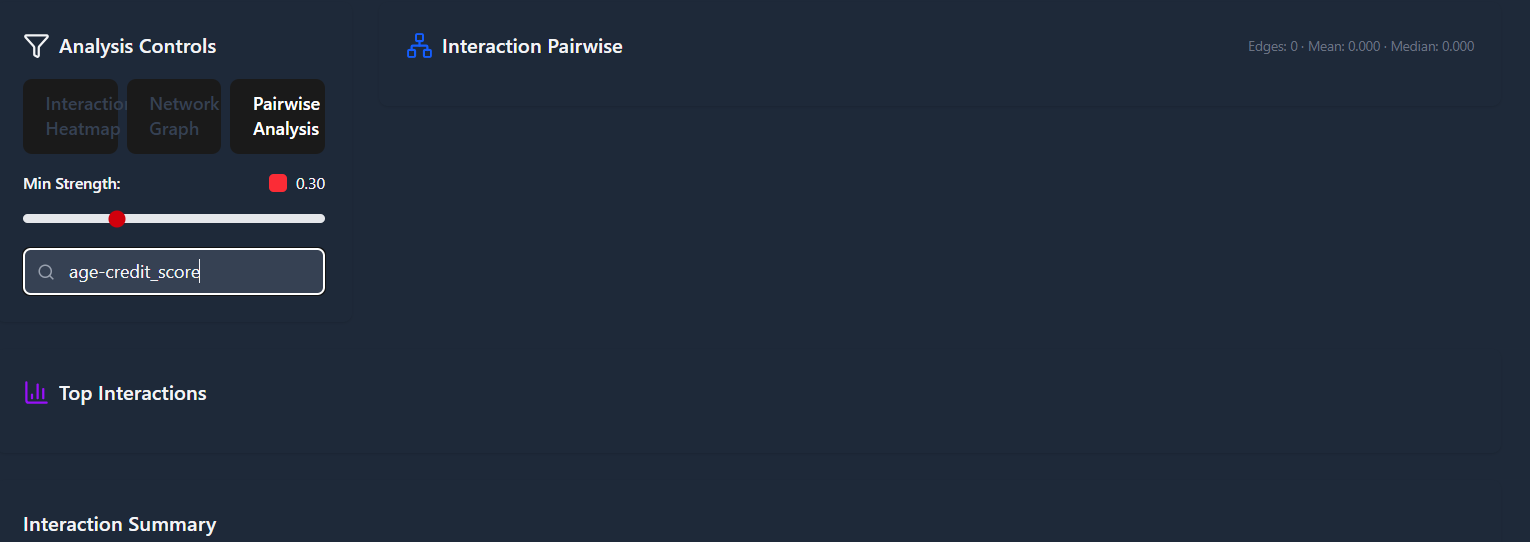 Analysis Controls
Interaction Pairwise
Edges: 0 · Mean: 0.000 · Median: 0.000
Interaction
Heatmap
Network
Graph
Pairwise
Analysis
Min Strength:
0.30
age-credit_score
Top Interactions
Interaction Summary